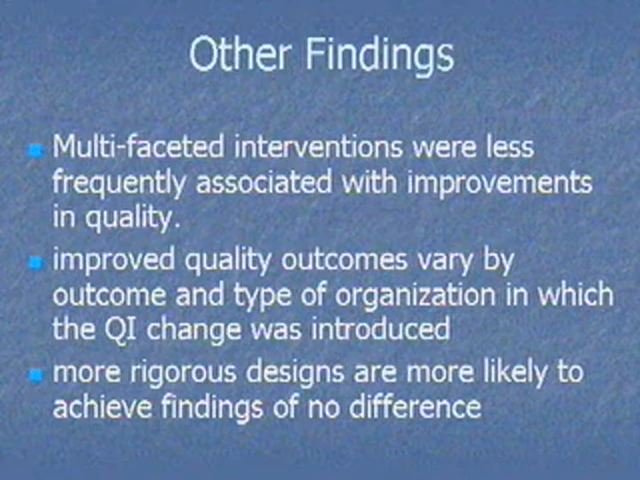 Other Findings
Multi-faceted interventions were less
frequently associated with improvements
in quality.
improved quality outcomes vary by
outcome and type of organization in which
the QI change was introduced
more rigorous designs are more likely to
achieve findings of no difference